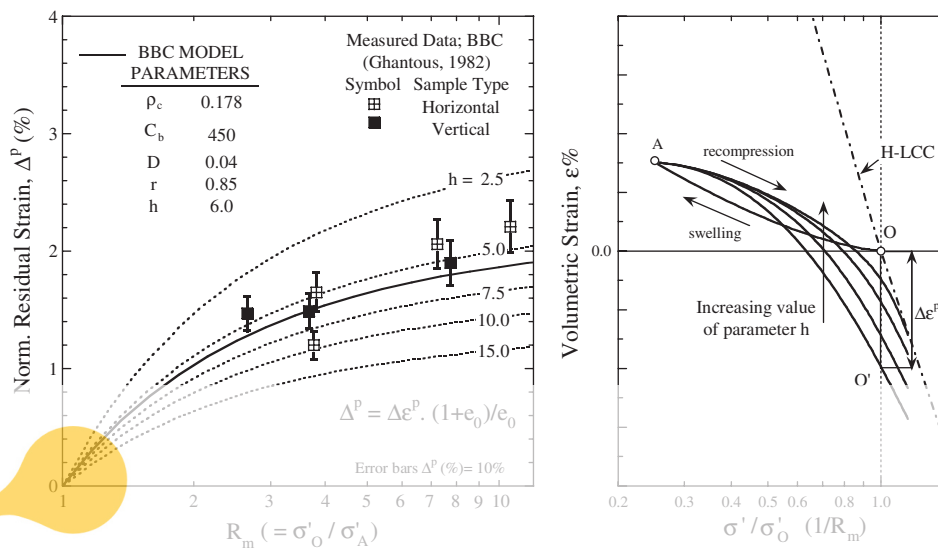 Norm. Residual Strain, Δᵖ (%)
4
3
2
1
0
BBC MODEL
PARAMETERS
ρc 0.178
Cb 450
D 0.04
r 0.85
h 6.0
Measured Data; BBC
(Ghantous, 1982)
Symbol Sample Type
Horizontal
Vertical
h = 2.5
5.0
7.5
10.0
15.0
Δᵖ = Δεᵖ. (1+e₀)/e₀
Error bars Δᵖ (%)= 10%
1 2 3 4 5 6 7 8 9 10
Rₘ ( = σ'O / σ'A)
Volumetric Strain, ε%
0.0
A
recompression
swelling
H-LCC
O
Increasing value
of parameter h
Δεᵖ
O'
0.2 0.3 0.4 0.6 0.8 1.0
σ'/σ'O (1/Rₘ)